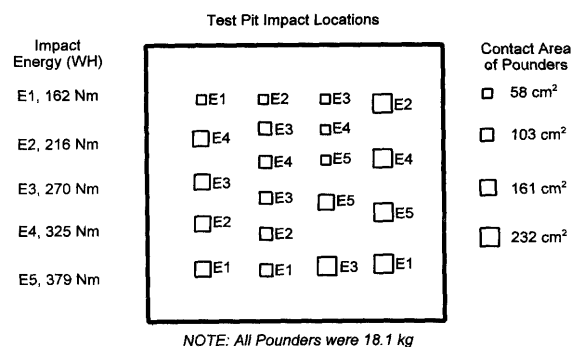 Test Pit Impact Locations
Impact
Energy (WH)
E1, 162 Nm
E2, 216 Nm
E3, 270 Nm
E4, 325 Nm
E5, 379 Nm
E1 E2 E3 E2
E3 E4
E4
E4 E5 E4
E3
E3 E5
E5
E2
E2
E1 E1 E3 E1
Contact Area
of Pounders
58 cm²
103 cm²
161 cm²
232 cm²
NOTE: All Pounders were 18.1 kg